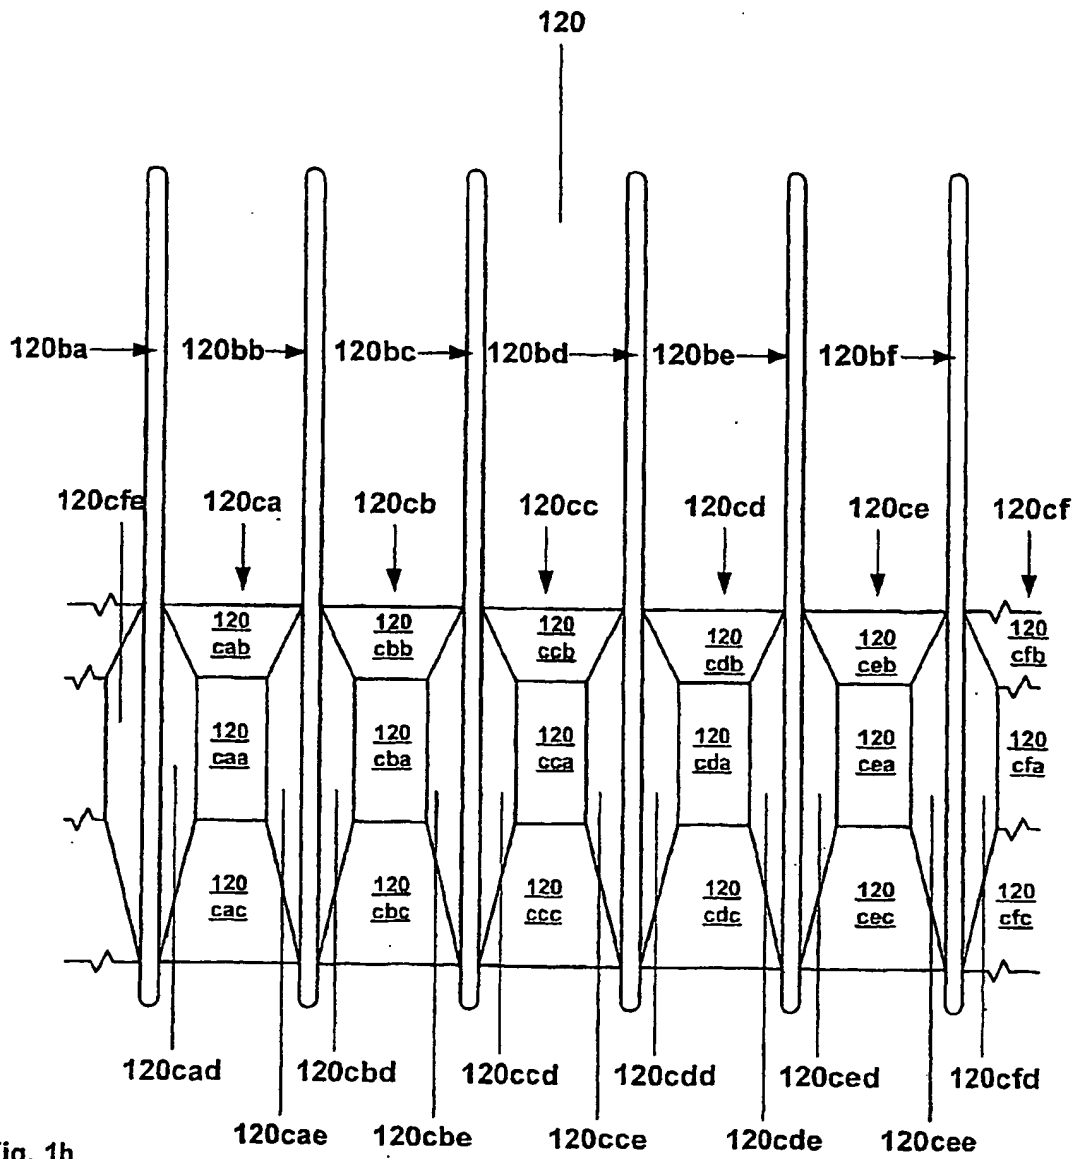 120
120ba 120bb 120bc 120bd 120be 120bf
120cfe 120ca 120cb 120cc 120cd 120ce 120cf
120 120 120 120 120 120
cab cbb ccb cdb ceb cfb
120 120 120 120 120 120
caa cba cca cda cea cfa
120 120 120 120 120 120
cac cbc ccc cdc cec cfc
120cad 120cbd 120ccd 120cdd 120ced 120cfd
120cae 120cbe 120cce 120cde 120cee
ig. 1h